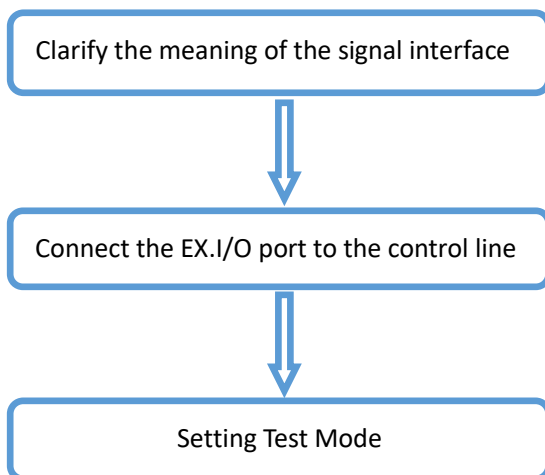 Clarify the meaning of the signal interface
Connect the EX.I/O port to the control line
Setting Test Mode